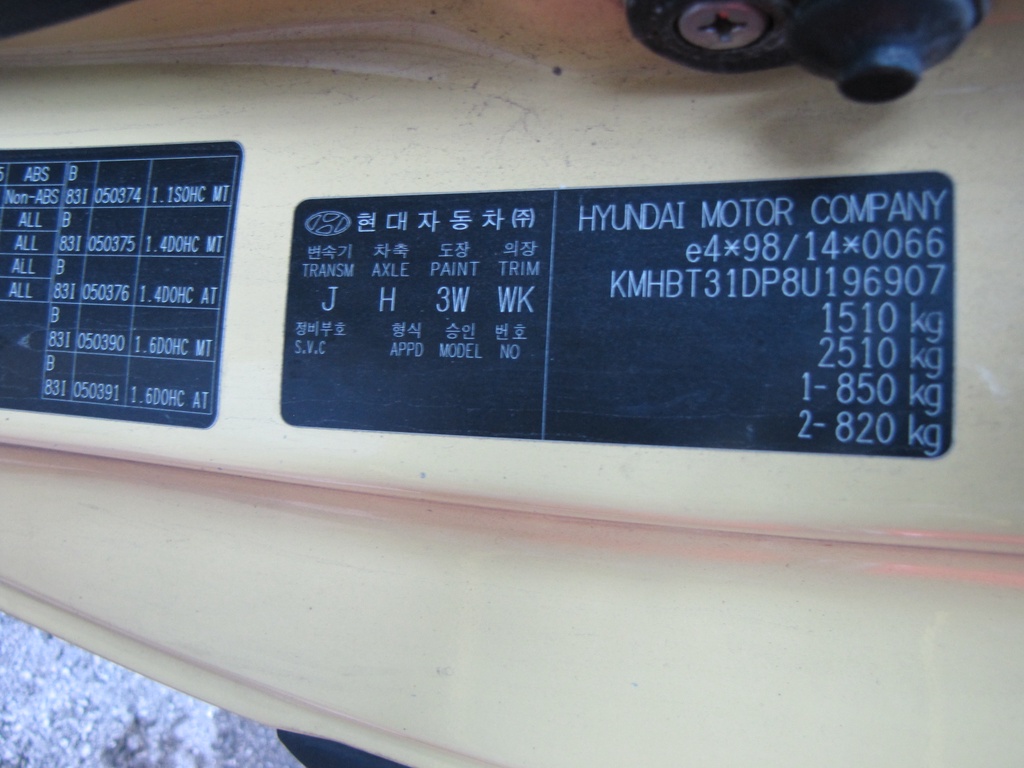 ABS B
Non-ABS 83I 050374 1.1SOHC MT
ALL B
ALL 83I 050375 1.4DOHC MT
ALL B
ALL 83I 050376 1.4DOHC AT
B
83I 050390 1.6DOHC MT
B
83I 050391 1.6DOHC AT
현대자동차㈜
변속기 차축 도장 의장
TRANSM AXLE PAINT TRIM
J H 3W WK
정비부호 형식 승인 번호
S.V.C APPD MODEL NO
HYUNDAI MOTOR COMPANY
e4*98/14*0066
KMHBT31DP8U196907
1510 kg
2510 kg
1- 850 kg
2- 820 kg